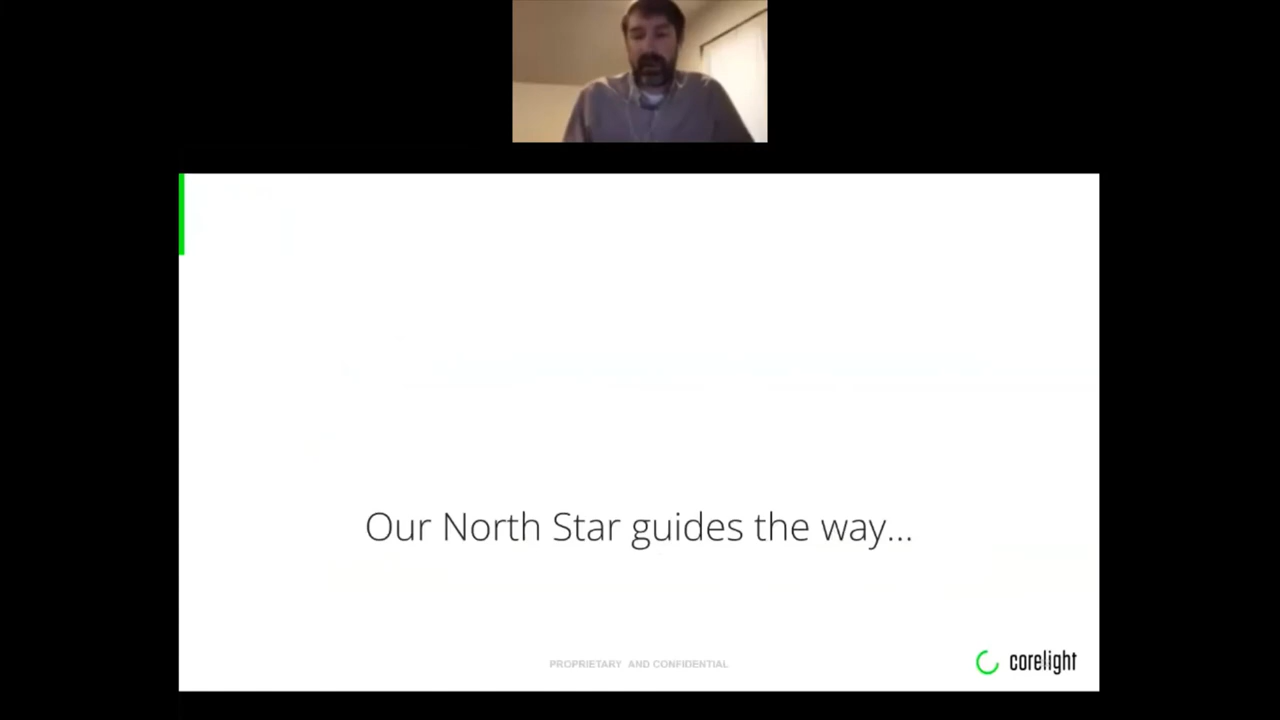 Our North Star guides the way...
PROPRIETARY AND CONFIDENTIAL
corelight